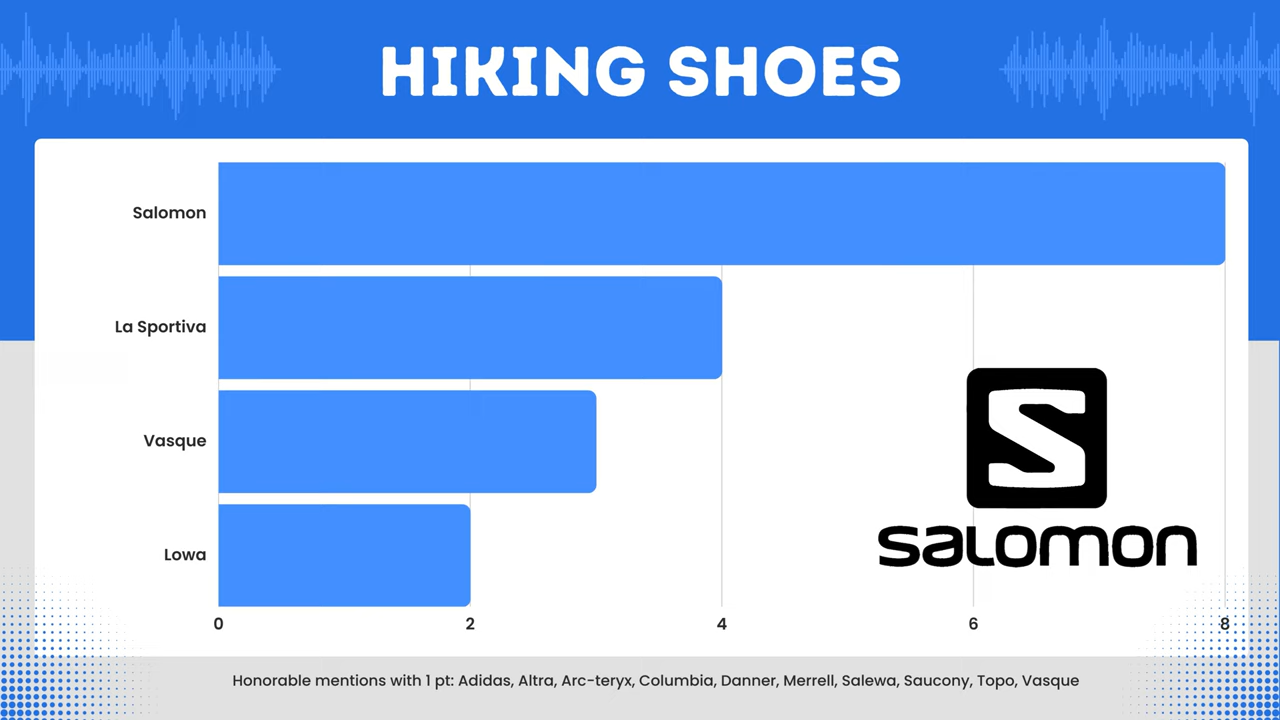 HIKING SHOES
Salomon
La Sportiva
Vasque
Lowa
S
salomon
0 2 4 6 8
Honorable mentions with 1 pt: Adidas, Altra, Arc-teryx, Columbia, Danner, Merrell, Salewa, Saucony, Topo, Vasque